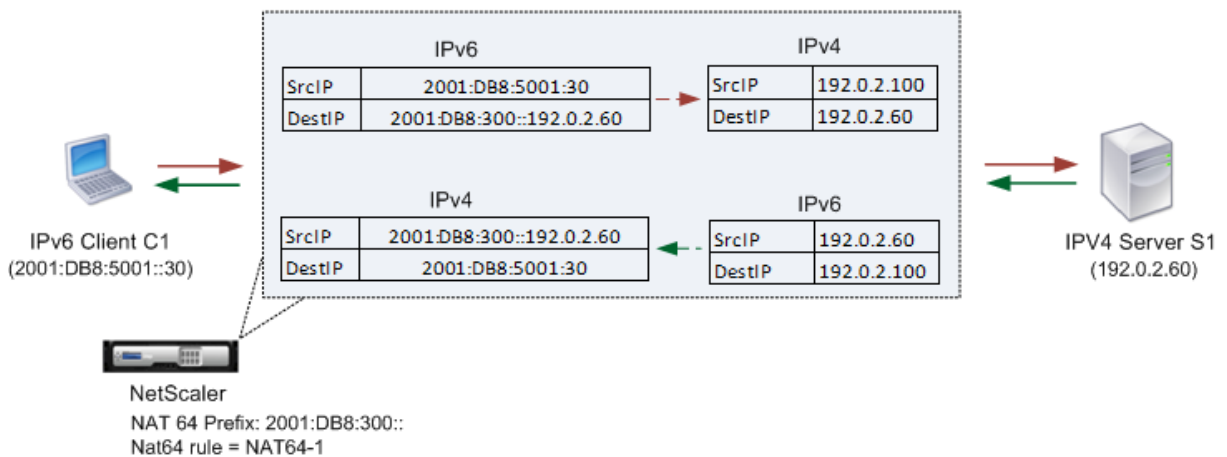 IPv6
SrcIP 2001:DB8:5001:30
DestIP 2001:DB8:300::192.0.2.60
IPv4
SrcIP 192.0.2.100
DestIP 192.0.2.60
IPv4
SrcIP 2001:DB8:300::192.0.2.60
DestIP 2001:DB8:5001:30
IPv6
SrcIP 192.0.2.60
DestIP 192.0.2.100
IPv6 Client C1
(2001:DB8:5001::30)
IPV4 Server S1
(192.0.2.60)
NetScaler
NAT 64 Prefix: 2001:DB8:300::
Nat64 rule = NAT64-1